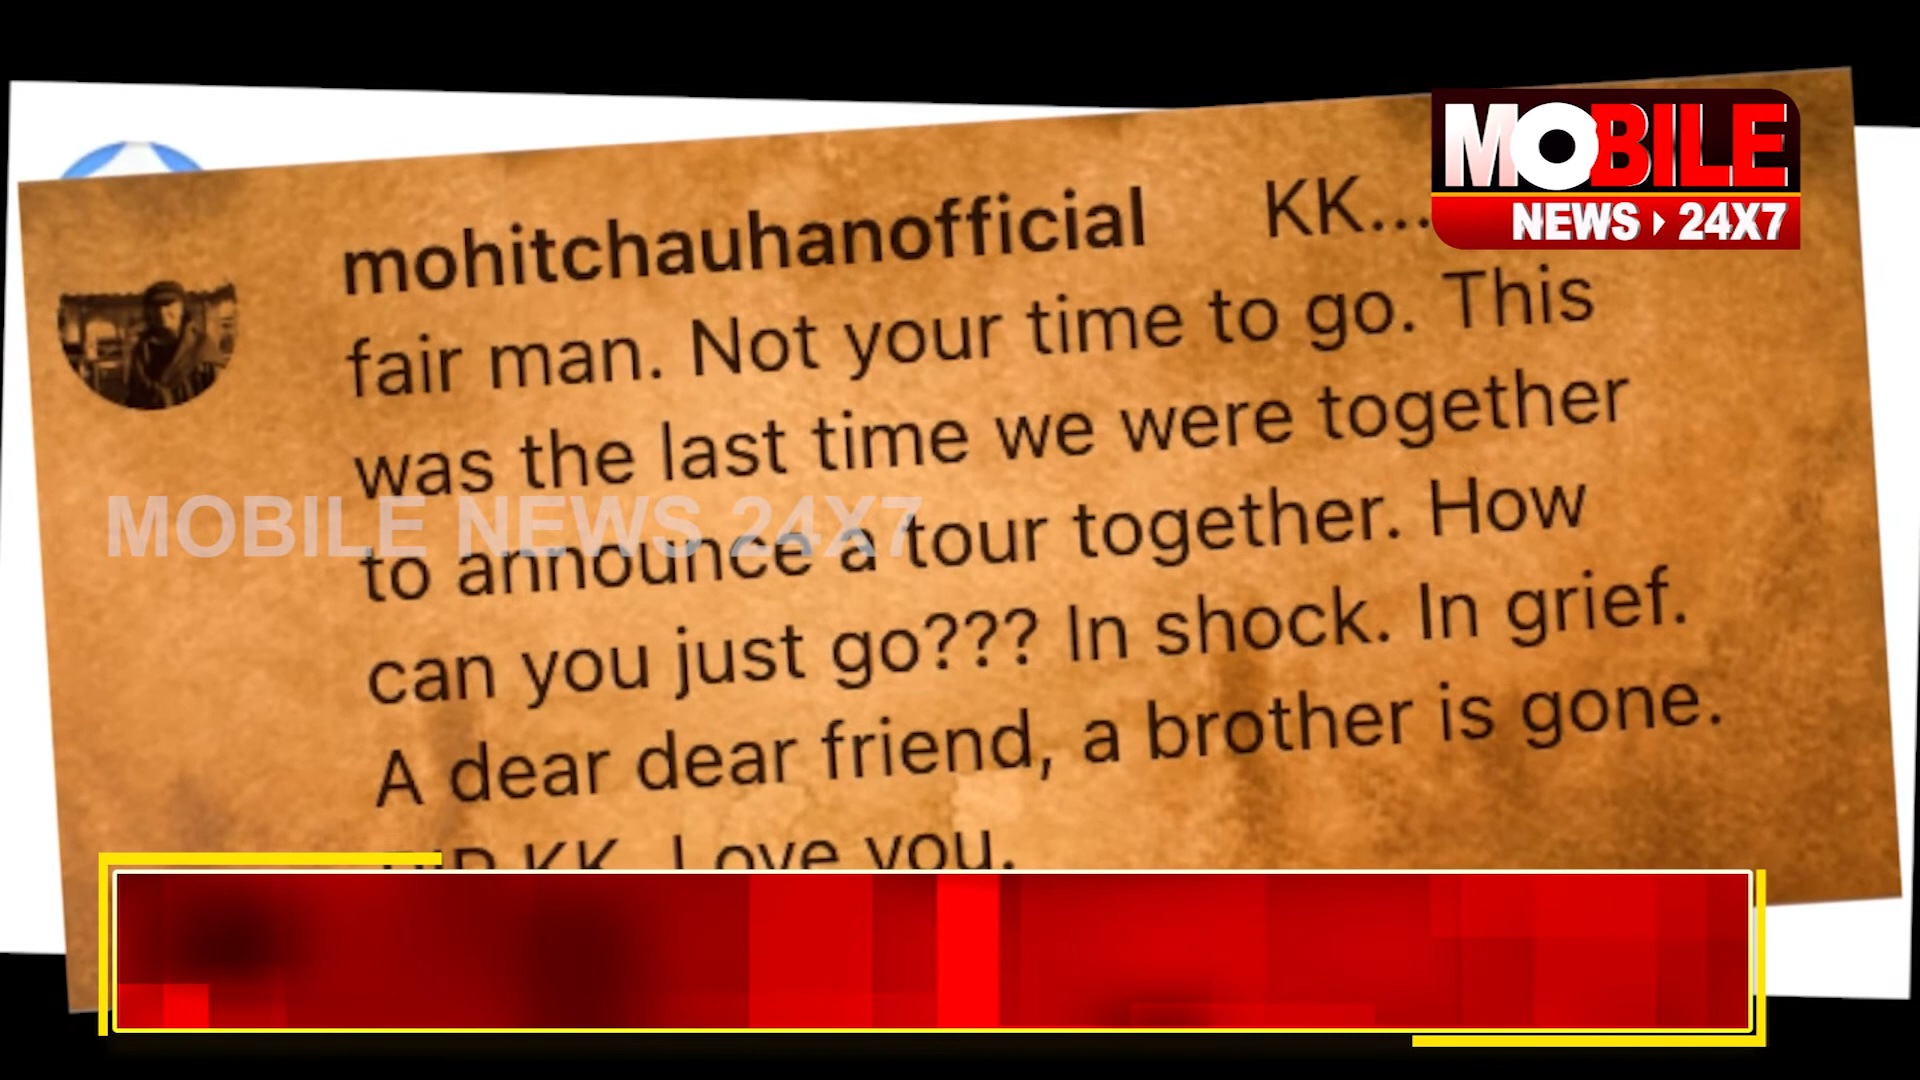 MOBILE
NEWS 24X7
mohitchauhanofficial KK...
fair man. Not your time to go. This
was the last time we were together
MOBILE NEWS 24X7
to announce a tour together. How
can you just go??? In shock. In grief.
A dear dear friend, a brother is gone.
RIP KK. Love you.